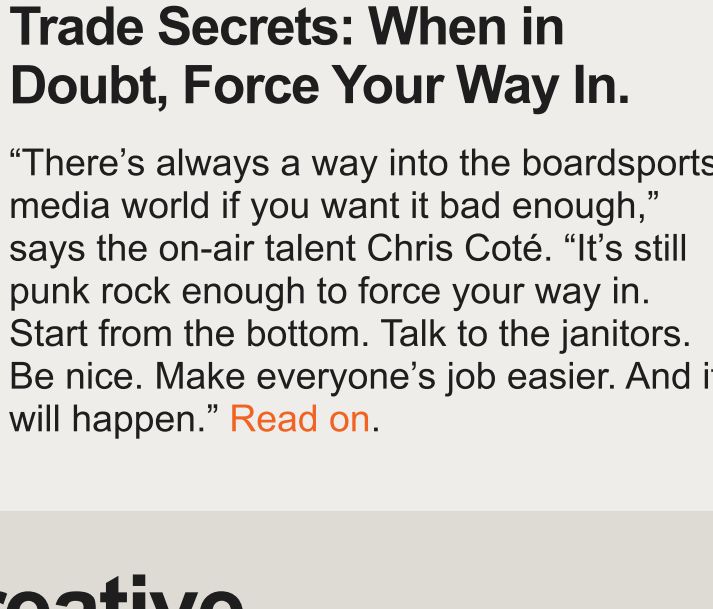 Trade Secrets: When in
Doubt, Force Your Way In.
“There’s always a way into the boardsports
media world if you want it bad enough,”
says the on-air talent Chris Coté. “It’s still
punk rock enough to force your way in.
Start from the bottom. Talk to the janitors.
Be nice. Make everyone’s job easier. And it
will happen.” Read on.